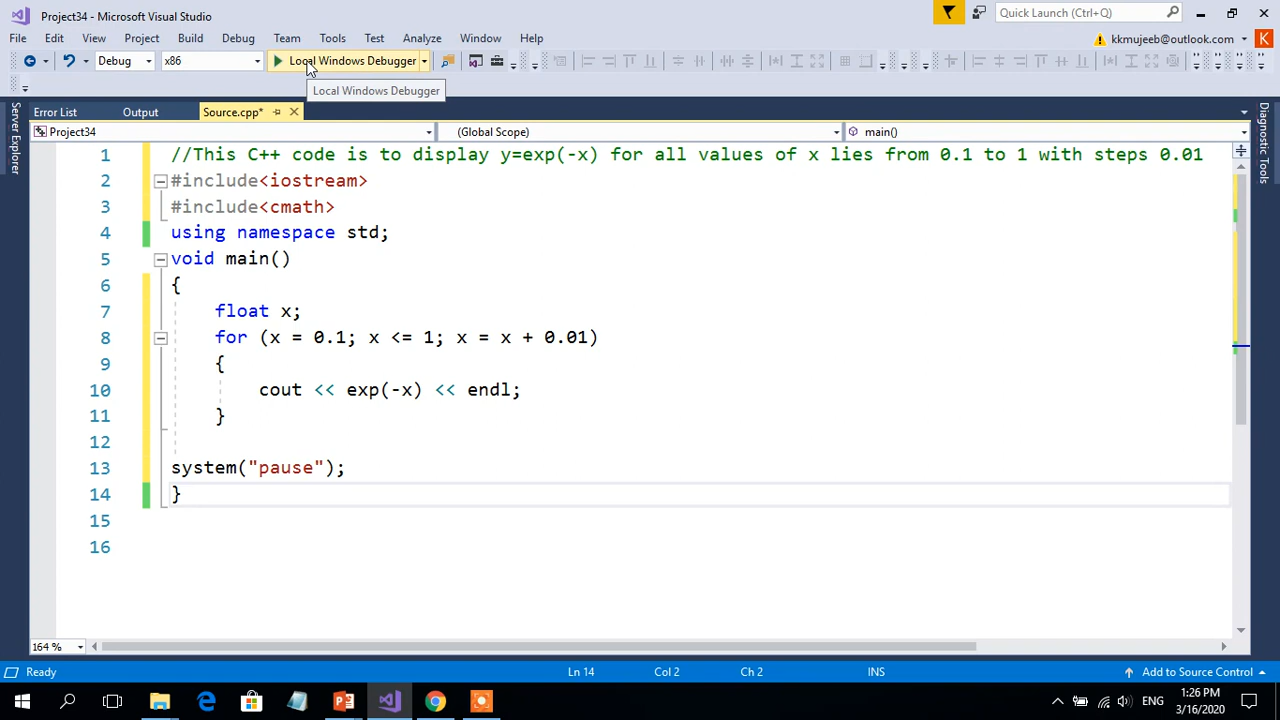 Project34 - Microsoft Visual Studio
Quick Launch (Ctrl+Q)
File Edit View Project Build Debug Team Tools Test Analyze Window Help
kkmujeeb@outlook.com K
Debug x86 Local Windows Debugger
Local Windows Debugger
Error List Output Source.cpp*
Project34 (Global Scope) main()
Server Explorer
Diagnostic Tools
1 //This C++ code is to display y=exp(-x) for all values of x lies from 0.1 to 1 with steps 0.01
2 #include<iostream>
3 #include<cmath>
4 using namespace std;
5 void main()
6 {
7 float x;
8 for (x = 0.1; x <= 1; x = x + 0.01)
9 {
10 cout << exp(-x) << endl;
11 }
12
13 system("pause");
14 }
15
16
164 %
Ready Ln 14 Col 2 Ch 2 INS Add to Source Control
ENG
1:26 PM
3/16/2020